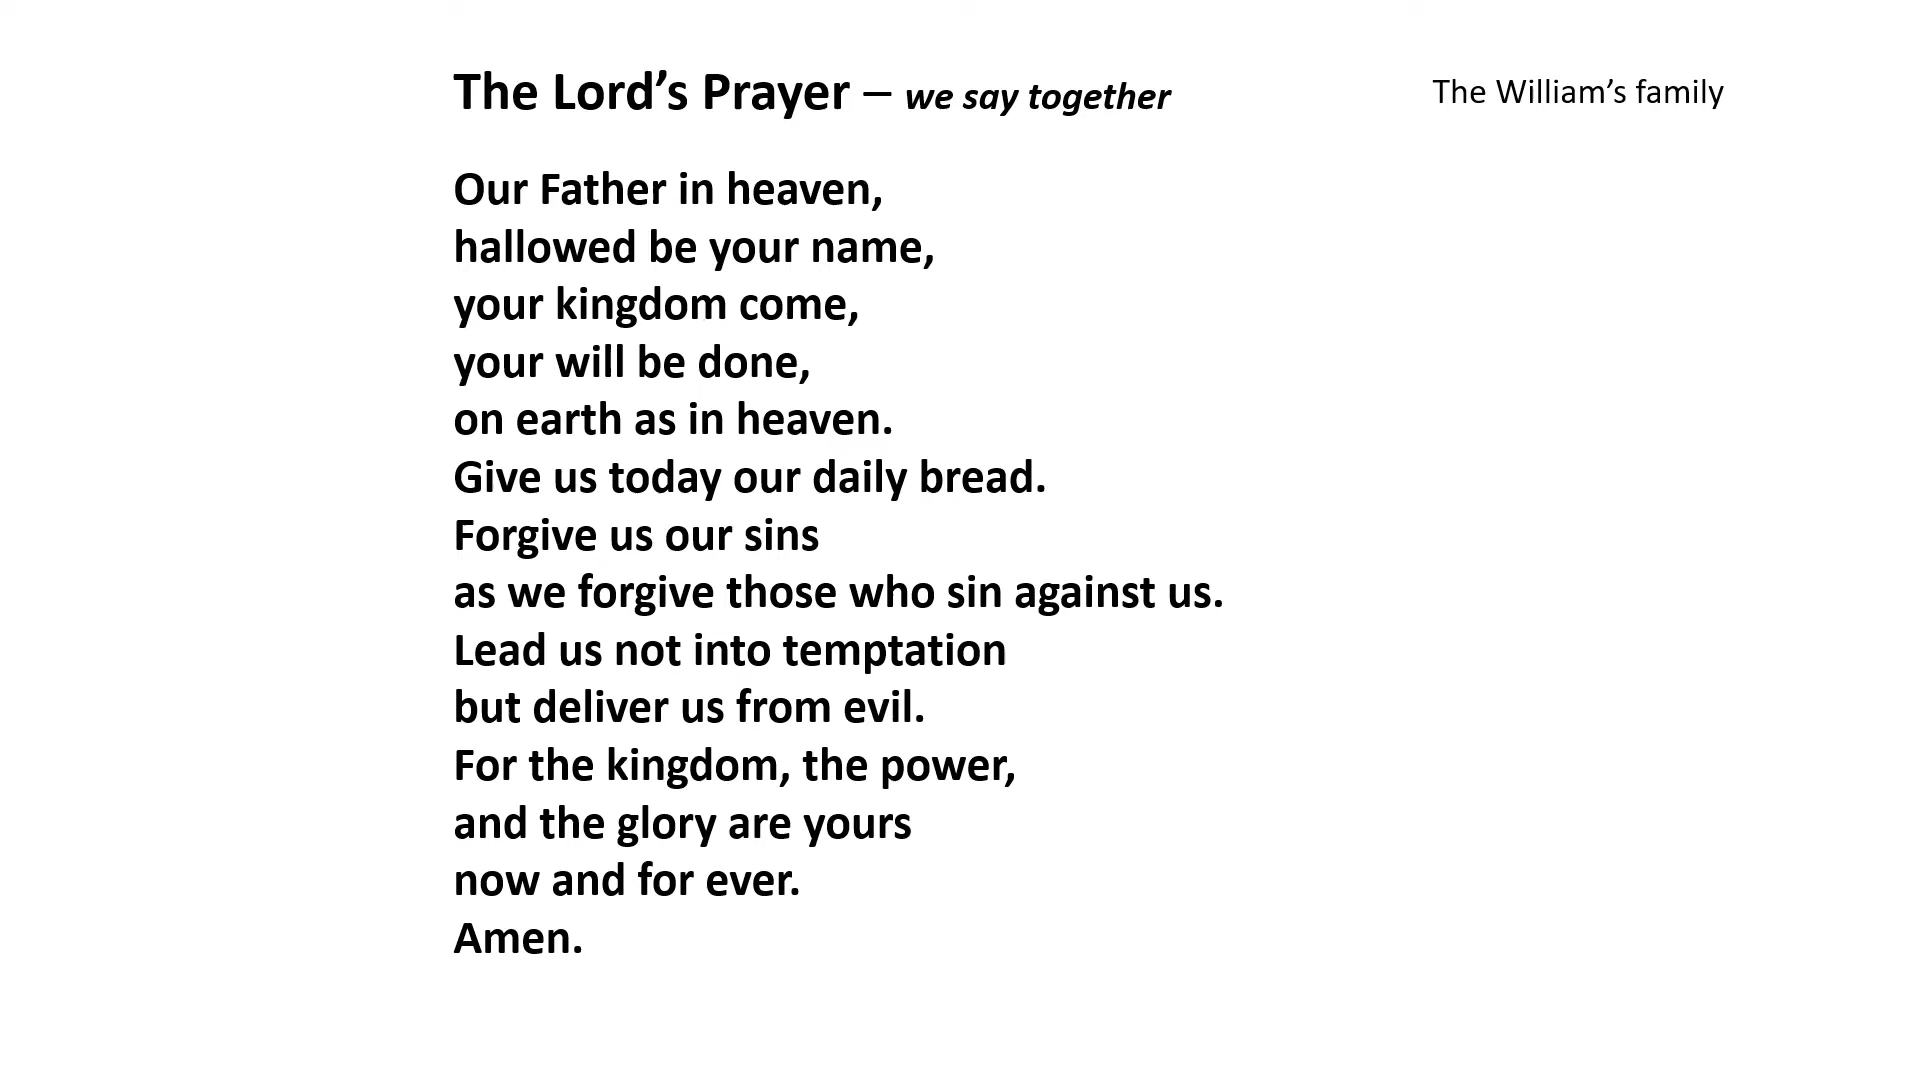 The Lord’s Prayer – we say together
The William’s family
Our Father in heaven,
hallowed be your name,
your kingdom come,
your will be done,
on earth as in heaven.
Give us today our daily bread.
Forgive us our sins
as we forgive those who sin against us.
Lead us not into temptation
but deliver us from evil.
For the kingdom, the power,
and the glory are yours
now and for ever.
Amen.